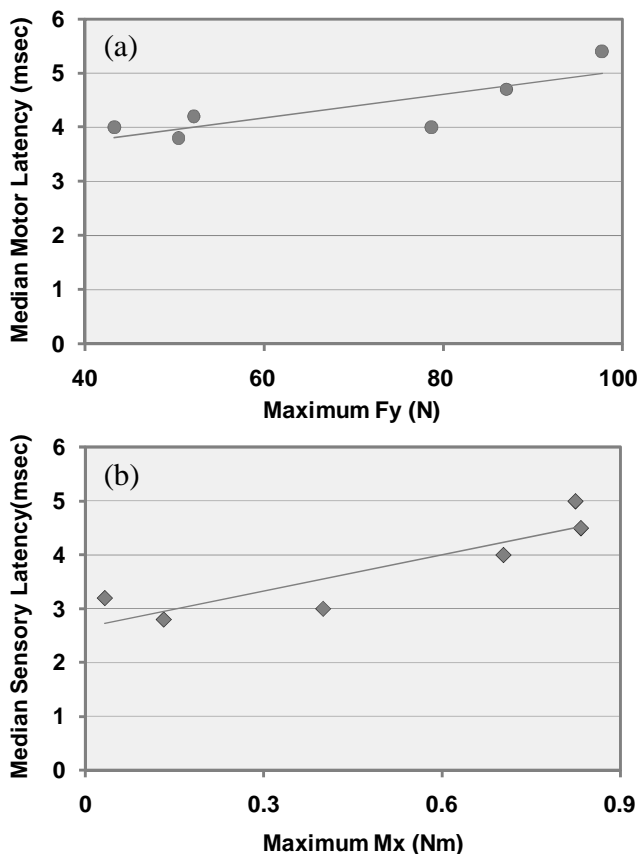 (a)
Median Motor Latency (msec)
6
5
4
3
2
1
0
40 60 80 100
Maximum Fy (N)
(b)
Median Sensory Latency(msec)
6
5
4
3
2
1
0
0 0.3 0.6 0.9
Maximum Mx (Nm)